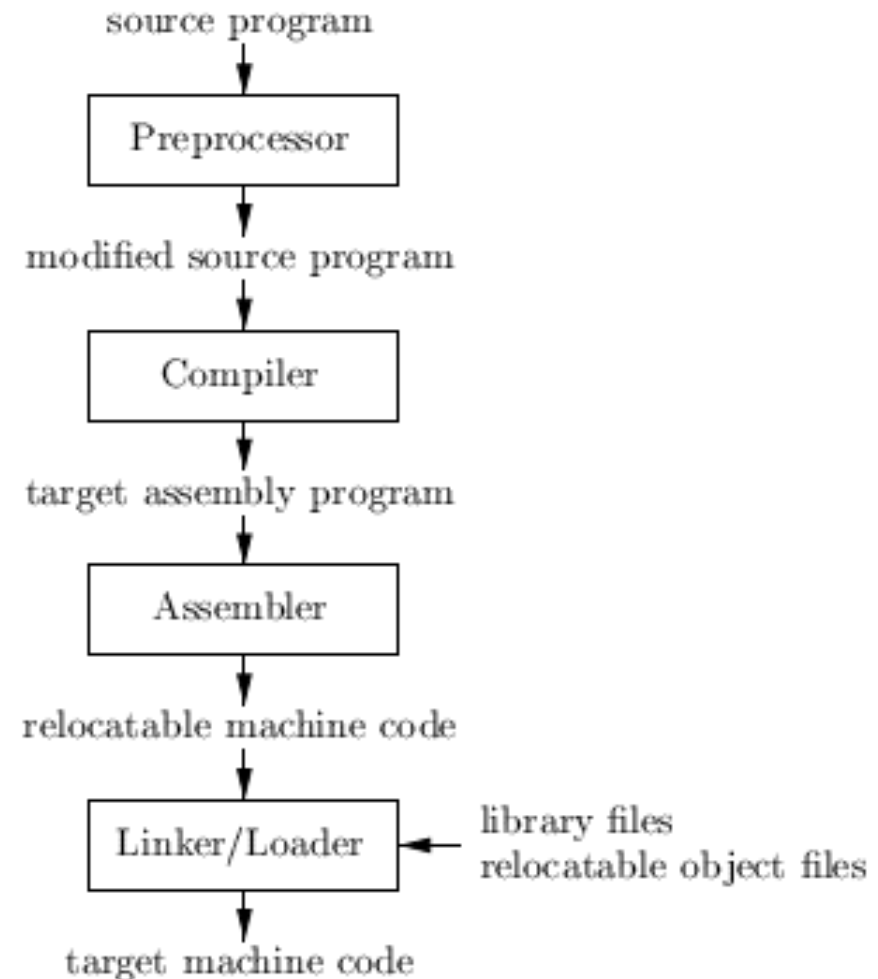 source program
Preprocessor
modified source program
Compiler
target assembly program
Assembler
relocatable machine code
Linker/Loader
library files
relocatable object files
target machine code